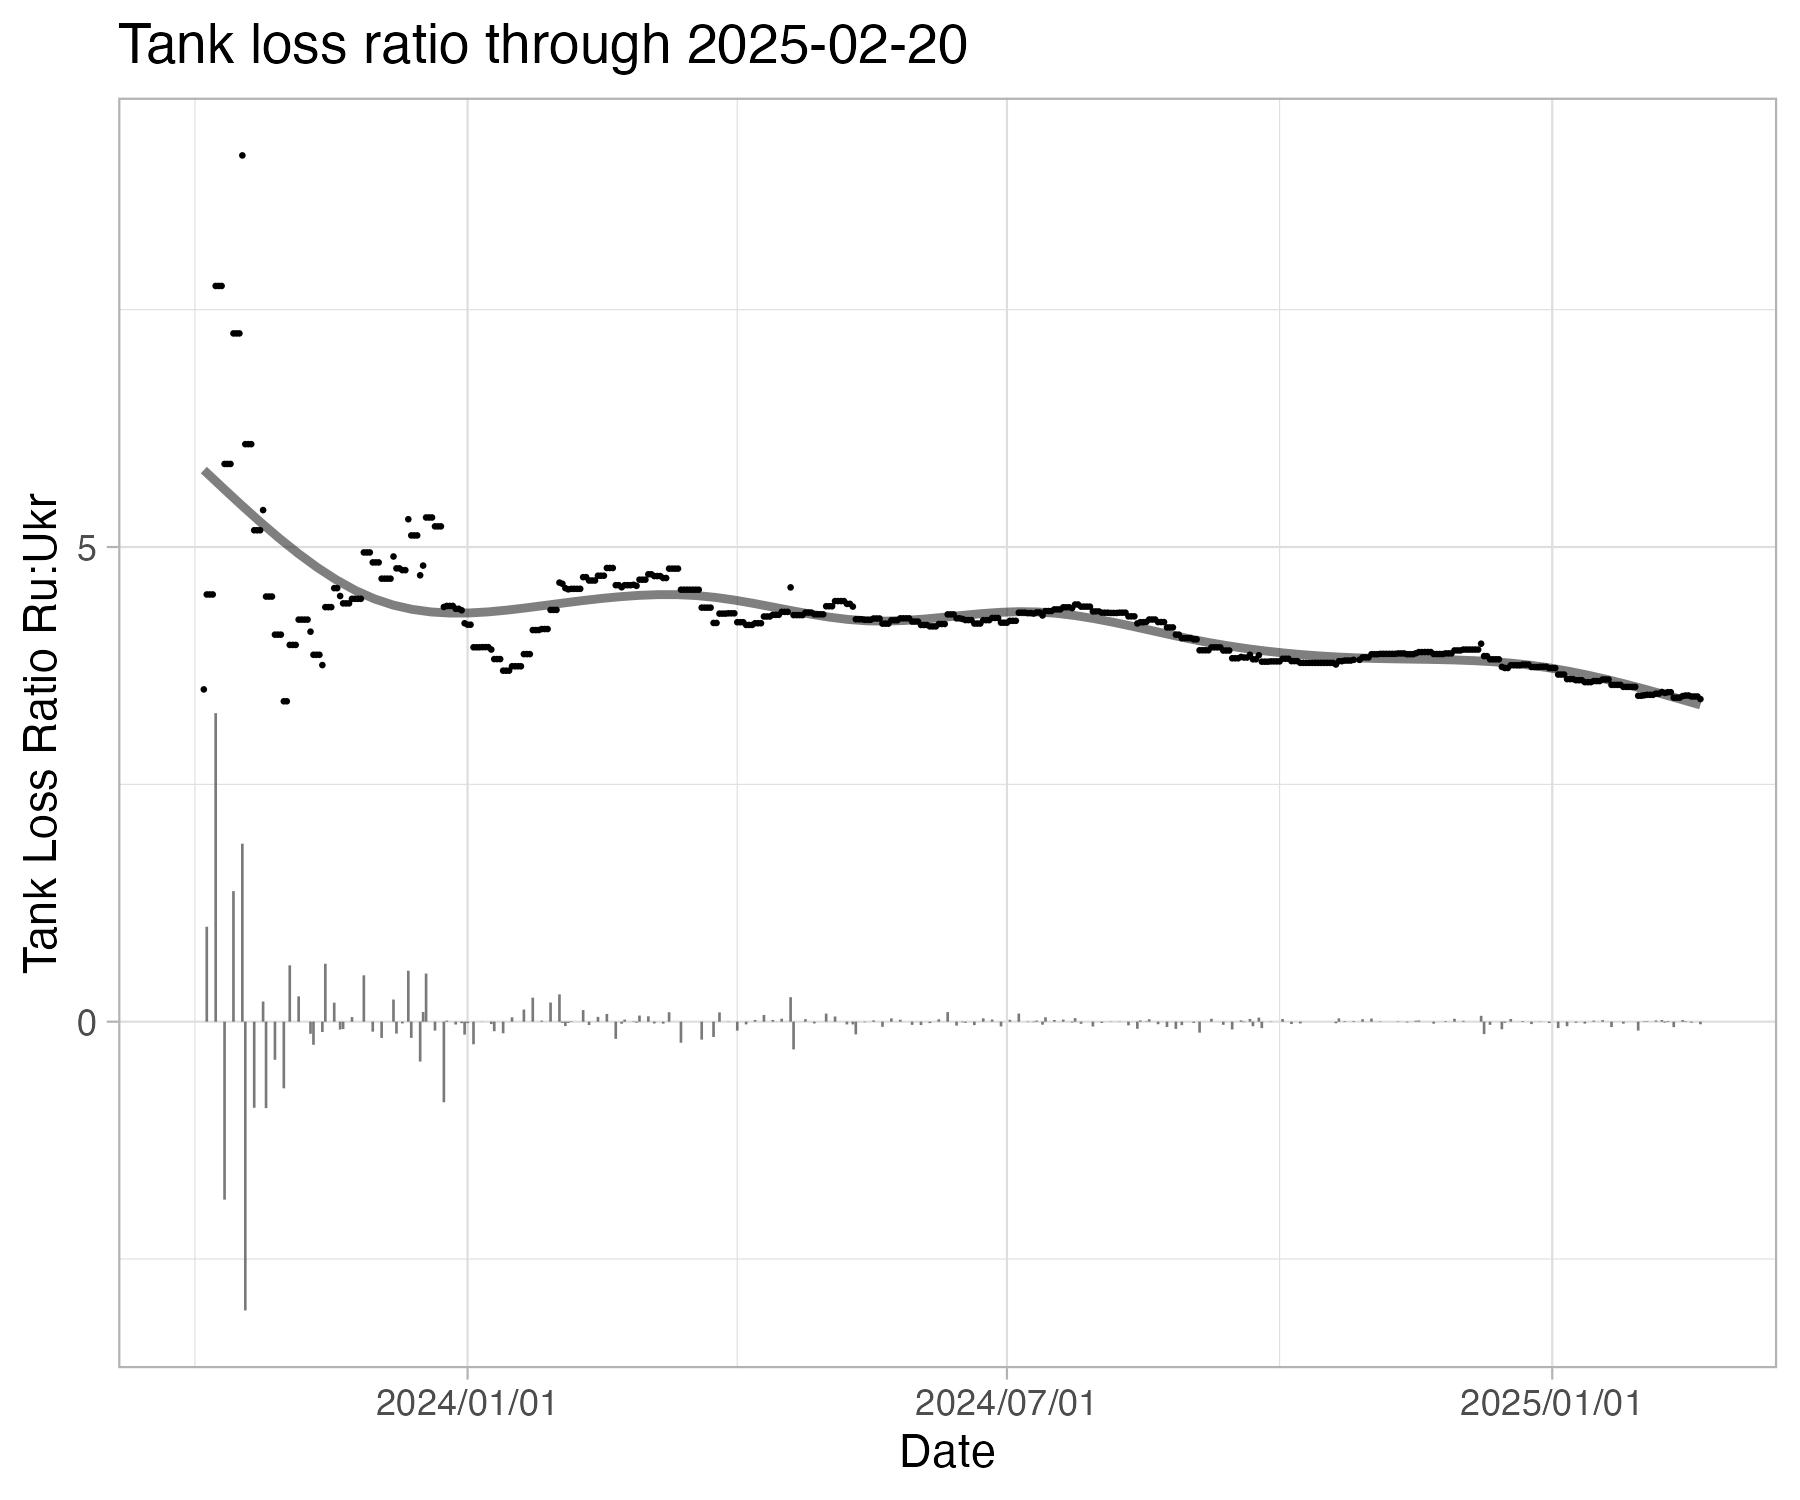 Tank loss ratio through 2025-02-20
Tank Loss Ratio Ru:Ukr
5
0
2024/01/01
2024/07/01
2025/01/01
Date